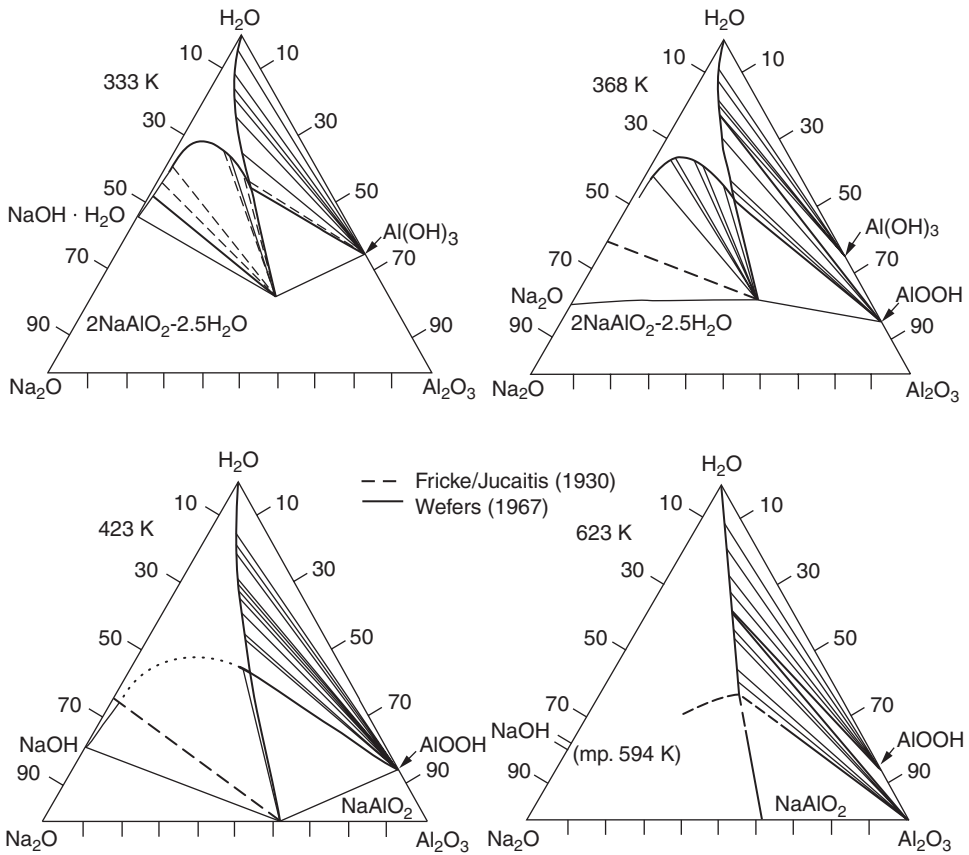 H₂O
10
10
333 K
30
30
50
50
NaOH · H₂O
Al(OH)₃
70
70
2NaAlO₂-2.5H₂O
90
90
Na₂O
Al₂O₃
H₂O
10
10
368 K
30
30
50
50
Al(OH)₃
70
70
Na₂O
AlOOH
2NaAlO₂-2.5H₂O
90
90
Na₂O
Al₂O₃
H₂O
10
10
423 K
30
30
50
50
70
70
NaOH
AlOOH
90
90
NaAlO₂
Na₂O
Al₂O₃
Fricke/Jucaitis (1930)
Wefers (1967)
H₂O
10
10
623 K
30
30
50
50
70
70
NaOH
(mp. 594 K)
AlOOH
90
90
NaAlO₂
Na₂O
Al₂O₃